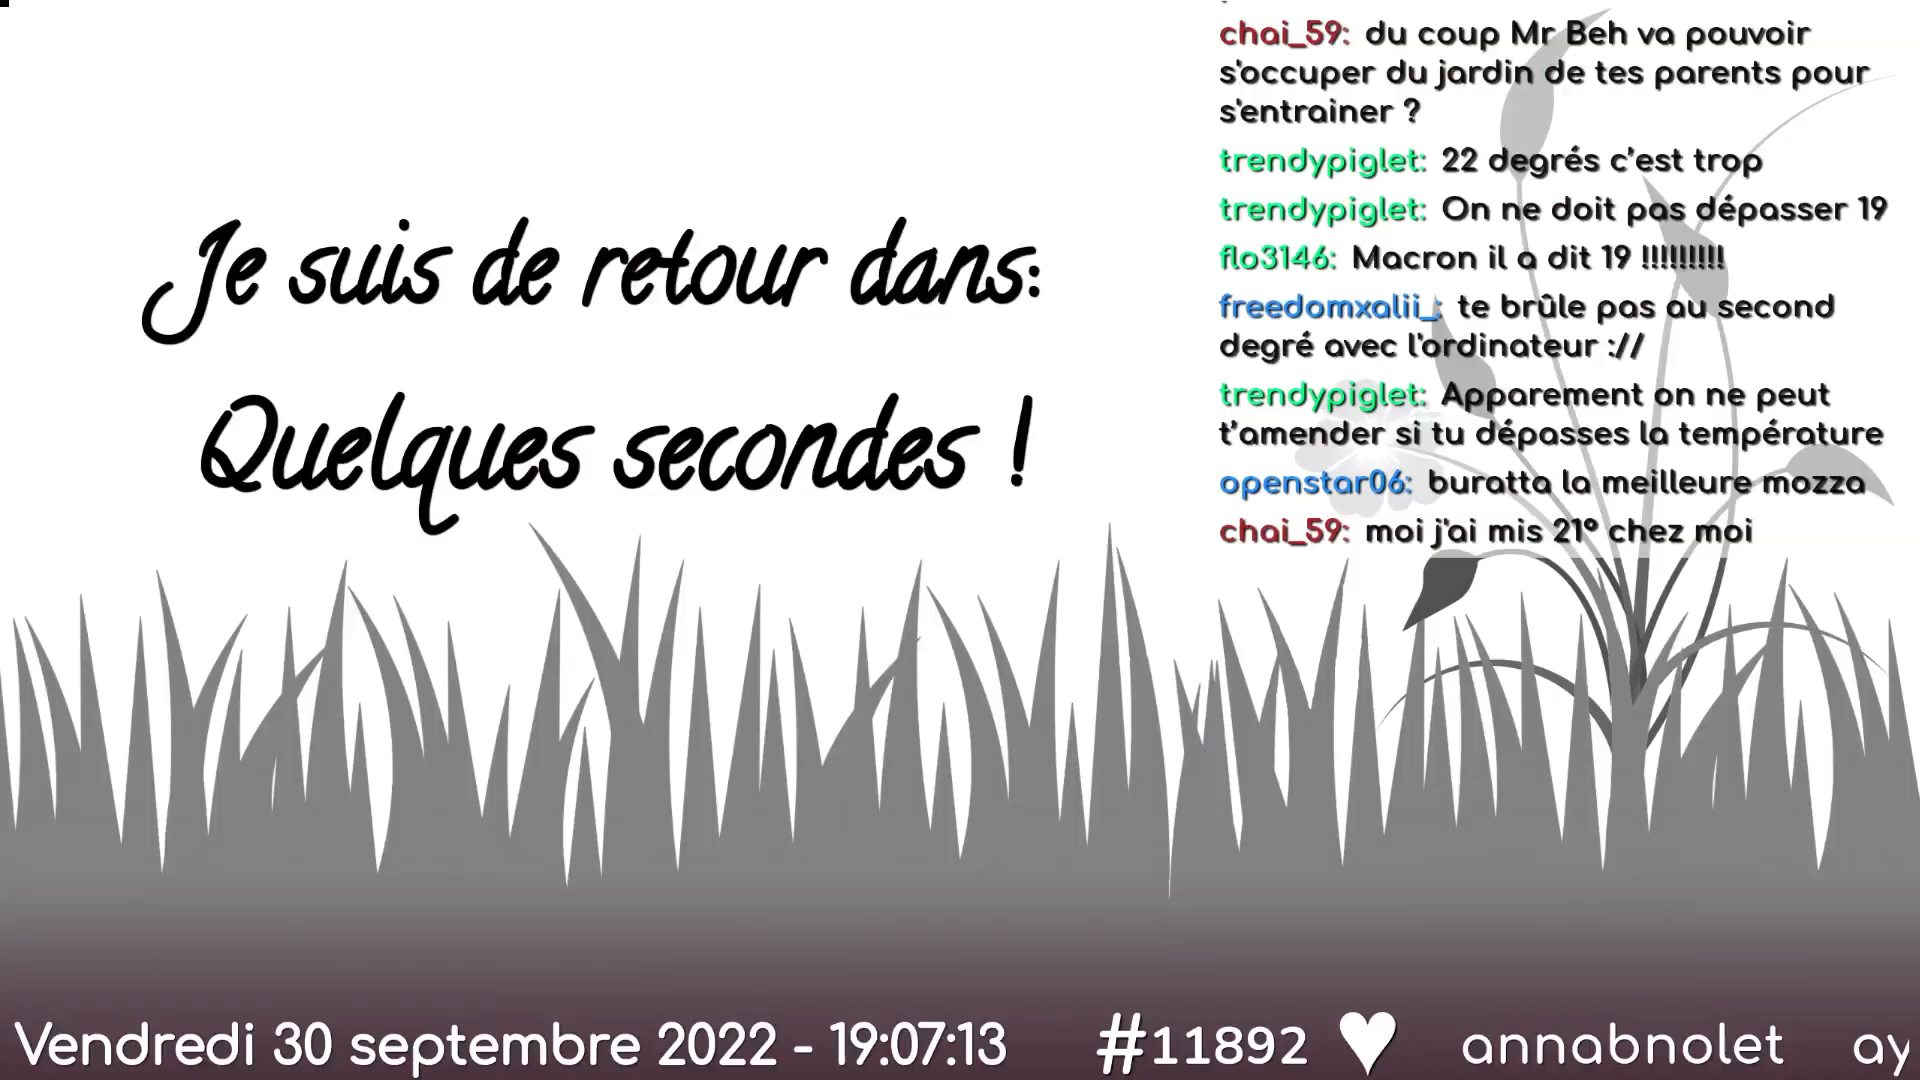 Je suis de retour dans:
Quelques secondes !
chai_59: du coup Mr Beh va pouvoir
s'occuper du jardin de tes parents pour
s'entrainer ?
trendypiglet: 22 degrés c'est trop
trendypiglet: On ne doit pas dépasser 19
flo3146: Macron il a dit 19 !!!!!!!!!
freedomxalii_: te brûle pas au second
degré avec l'ordinateur ://
trendypiglet: Apparement on ne peut
t'amender si tu dépasses la température
openstar06: buratta la meilleure mozza
chai_59: moi j'ai mis 21° chez moi
Vendredi 30 septembre 2022 - 19:07:13 #11892 ♥ annabnolet ay